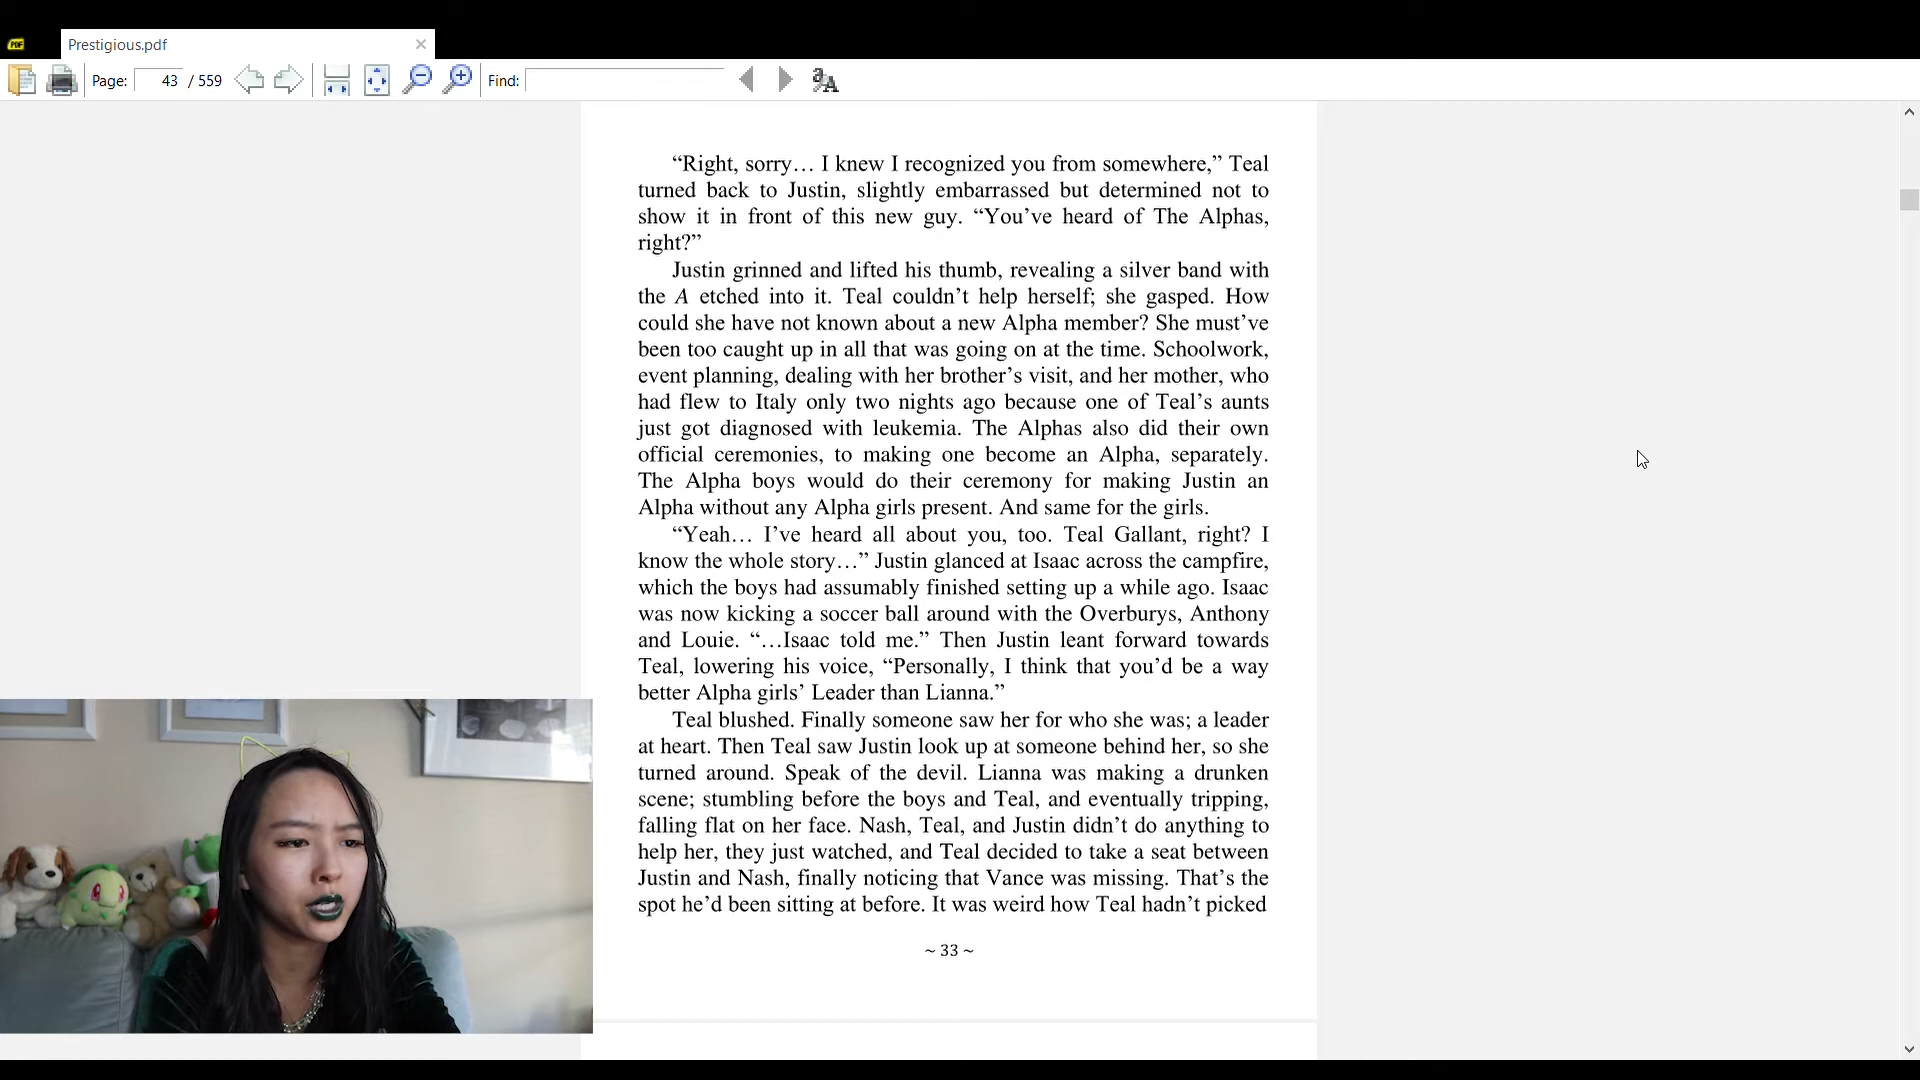 PDF
Prestigious.pdf
Page: 43 / 559
Find:
“Right, sorry… I knew I recognized you from somewhere,” Teal
turned back to Justin, slightly embarrassed but determined not to
show it in front of this new guy. “You’ve heard of The Alphas,
right?”
Justin grinned and lifted his thumb, revealing a silver band with
the A etched into it. Teal couldn’t help herself; she gasped. How
could she have not known about a new Alpha member? She must’ve
been too caught up in all that was going on at the time. Schoolwork,
event planning, dealing with her brother’s visit, and her mother, who
had flew to Italy only two nights ago because one of Teal’s aunts
just got diagnosed with leukemia. The Alphas also did their own
official ceremonies, to making one become an Alpha, separately.
The Alpha boys would do their ceremony for making Justin an
Alpha without any Alpha girls present. And same for the girls.
“Yeah… I’ve heard all about you, too. Teal Gallant, right? I
know the whole story…” Justin glanced at Isaac across the campfire,
which the boys had assumably finished setting up a while ago. Isaac
was now kicking a soccer ball around with the Overburys, Anthony
and Louie. “…Isaac told me.” Then Justin leant forward towards
Teal, lowering his voice, “Personally, I think that you’d be a way
better Alpha girls’ Leader than Lianna.”
Teal blushed. Finally someone saw her for who she was; a leader
at heart. Then Teal saw Justin look up at someone behind her, so she
turned around. Speak of the devil. Lianna was making a drunken
scene; stumbling before the boys and Teal, and eventually tripping,
falling flat on her face. Nash, Teal, and Justin didn’t do anything to
help her, they just watched, and Teal decided to take a seat between
Justin and Nash, finally noticing that Vance was missing. That’s the
spot he’d been sitting at before. It was weird how Teal hadn’t picked
~ 33 ~